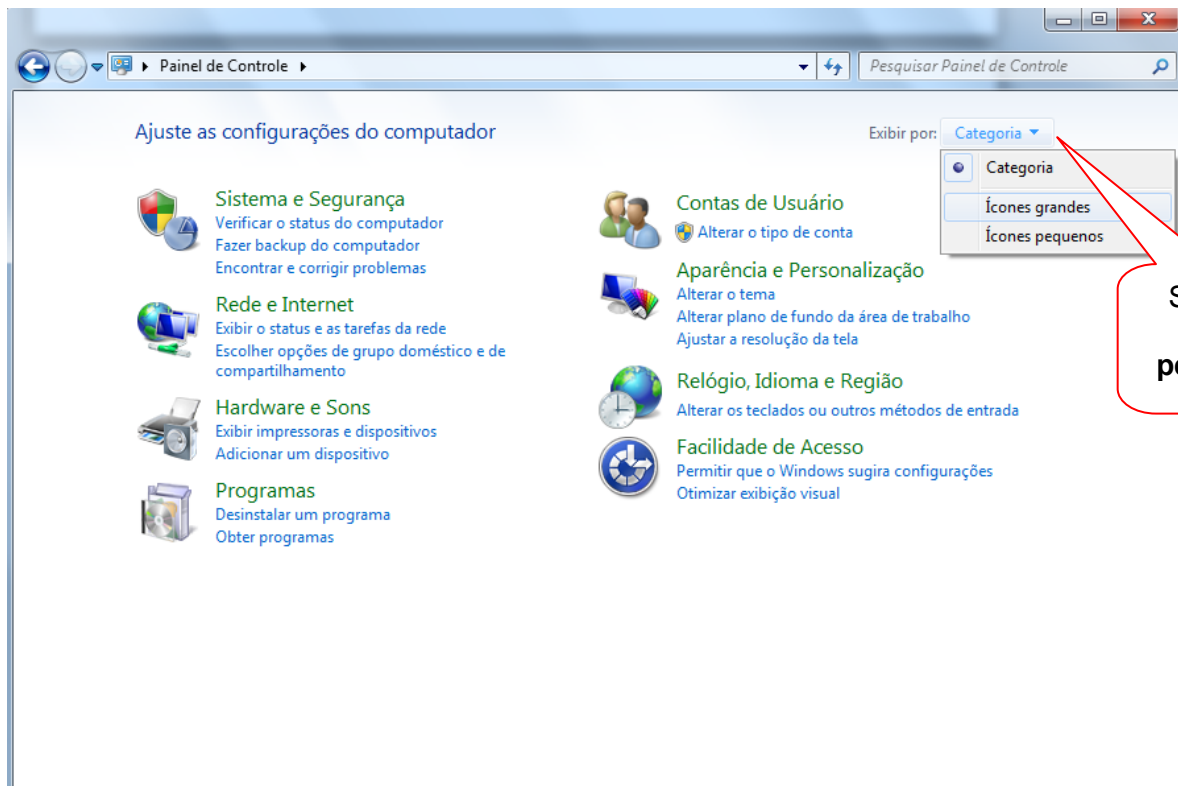 Painel de Controle
Pesquisar Painel de Controle
Ajuste as configurações do computador
Exibir por: Categoria
Categoria
Ícones grandes
Ícones pequenos
Sistema e Segurança
Verificar o status do computador
Fazer backup do computador
Encontrar e corrigir problemas
Rede e Internet
Exibir o status e as tarefas da rede
Escolher opções de grupo doméstico e de
compartilhamento
Hardware e Sons
Exibir impressoras e dispositivos
Adicionar um dispositivo
Programas
Desinstalar um programa
Obter programas
Contas de Usuário
Alterar o tipo de conta
Aparência e Personalização
Alterar o tema
Alterar plano de fundo da área de trabalho
Ajustar a resolução da tela
Relógio, Idioma e Região
Alterar os teclados ou outros métodos de entrada
Facilidade de Acesso
Permitir que o Windows sugira configurações
Otimizar exibição visual